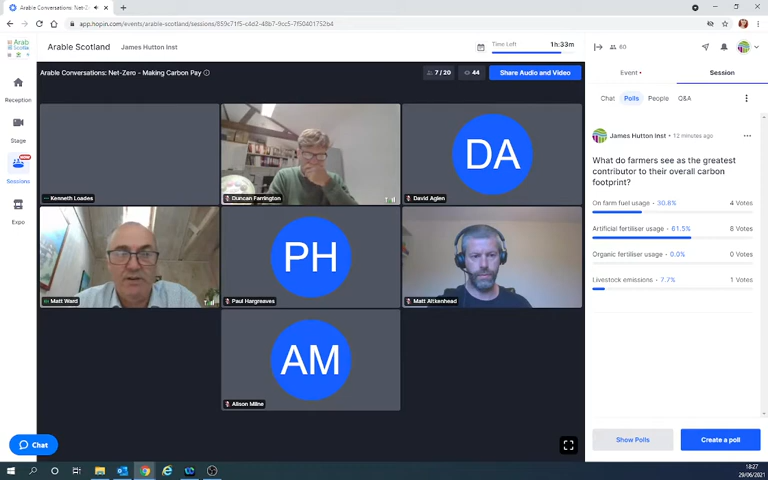 Arable Scotland: Net-Z
app.hopin.com/events/arable-scotland/sessions/859c71f5-c4d2-48b7-9cc5-7f50401752b4
Arab
Scotla
Arable Scotland James Hutton Inst
Time Left 1h:33m
60
Event
Session
Reception
Stage
NOW
Sessions
Expo
Arable Conversations: Net-Zero - Making Carbon Pay
7 / 20
44
Share Audio and Video
Chat Polls People Q&A
Kenneth Loades
Duncan Farrington
DA
David Aglen
Matt Ward
PH
Paul Hargreaves
Matt Aitkenhead
AM
Alison Milne
James Hutton Inst • 12 minutes ago
What do farmers see as the greatest
contributor to their overall carbon
footprint?
On farm fuel usage • 30.8% 4 Votes
Artificial fertiliser usage • 61.5% 8 Votes
Organic fertiliser usage • 0.0% 0 Votes
Livestock emissions • 7.7% 1 Votes
Chat
Show Polls
Create a poll
18:27
29/06/2021